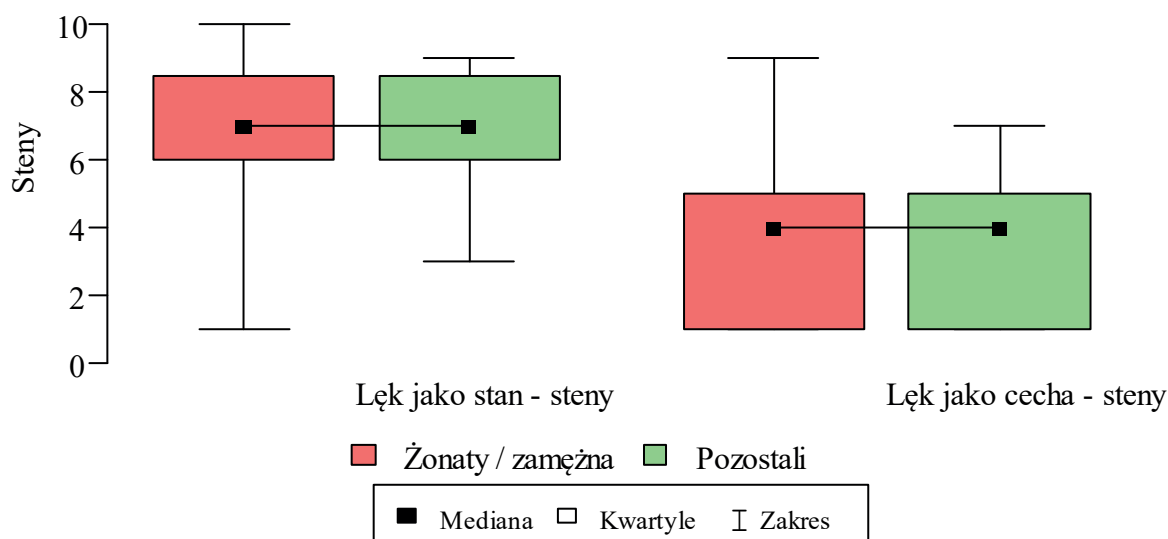 10
8
6
4
2
0
Steny
Lęk jako stan - steny
Lęk jako cecha - steny
Żonaty / zamężna
Pozostali
Mediana
Kwartyle
Zakres